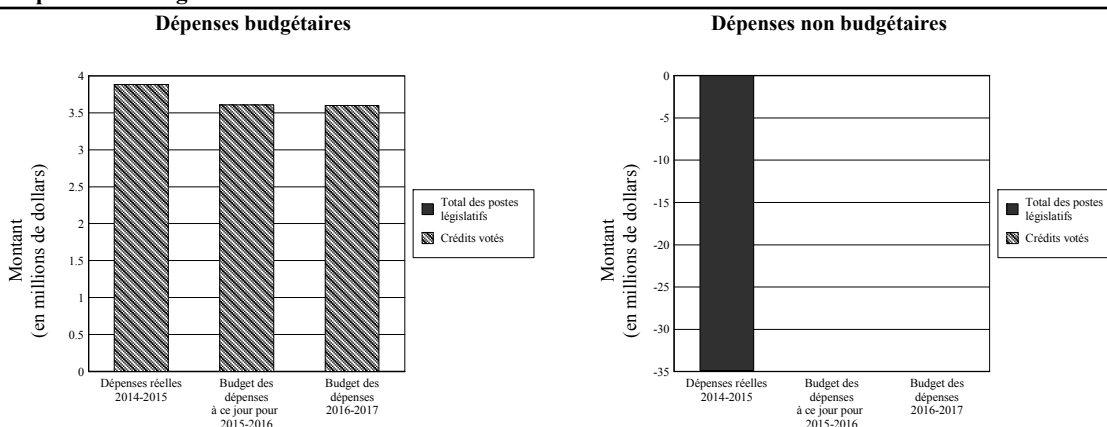 Dépenses budgétaires
Montant
(en millions de dollars)
4
3.5
3
2.5
2
1.5
1
0.5
0
Dépenses réelles
2014-2015
Budget des
dépenses
à ce jour pour
2015-2016
Budget des
dépenses
2016-2017
Total des postes
législatifs
Crédits votés
Dépenses non budgétaires
Montant
(en millions de dollars)
0
-5
-10
-15
-20
-25
-30
-35
Dépenses réelles
2014-2015
Budget des
dépenses
à ce jour pour
2015-2016
Budget des
dépenses
2016-2017
Total des postes
législatifs
Crédits votés